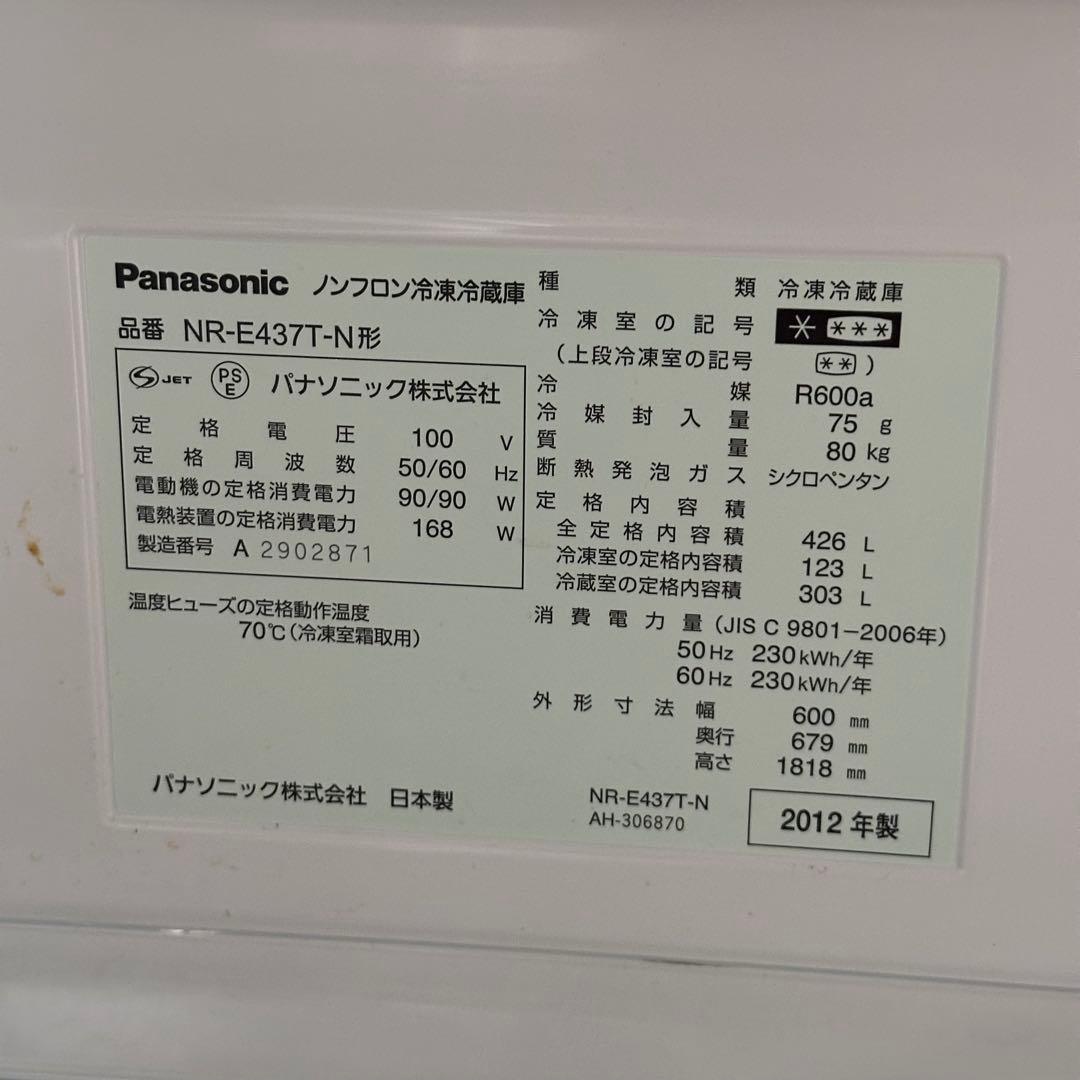 Panasonic ノンフロン冷凍冷蔵庫
品番 NR-E437T-N形
JET PS E パナソニック株式会社
定格電圧 100 V
定格周波数 50/60 Hz
電動機の定格消費電力 90/90 W
電熱装置の定格消費電力 168 W
製造番号 A 2902871
温度ヒューズの定格動作温度
70℃(冷凍室霜取用)
パナソニック株式会社 日本製
種類 冷凍冷蔵庫
冷凍室の記号 * ***
(上段冷凍室の記号 ** )
冷媒 R600a
冷媒封入量 75 g
質量 80 kg
断熱発泡ガス シクロペンタン
定格内容積
全定格内容積 426 L
冷凍室の定格内容積 123 L
冷蔵室の定格内容積 303 L
消費電力量 (JIS C 9801-2006年)
50Hz 230kWh/年
60Hz 230kWh/年
外形寸法 幅 600 mm
奥行 679 mm
高さ 1818 mm
NR-E437T-N
AH-306870
2012年製